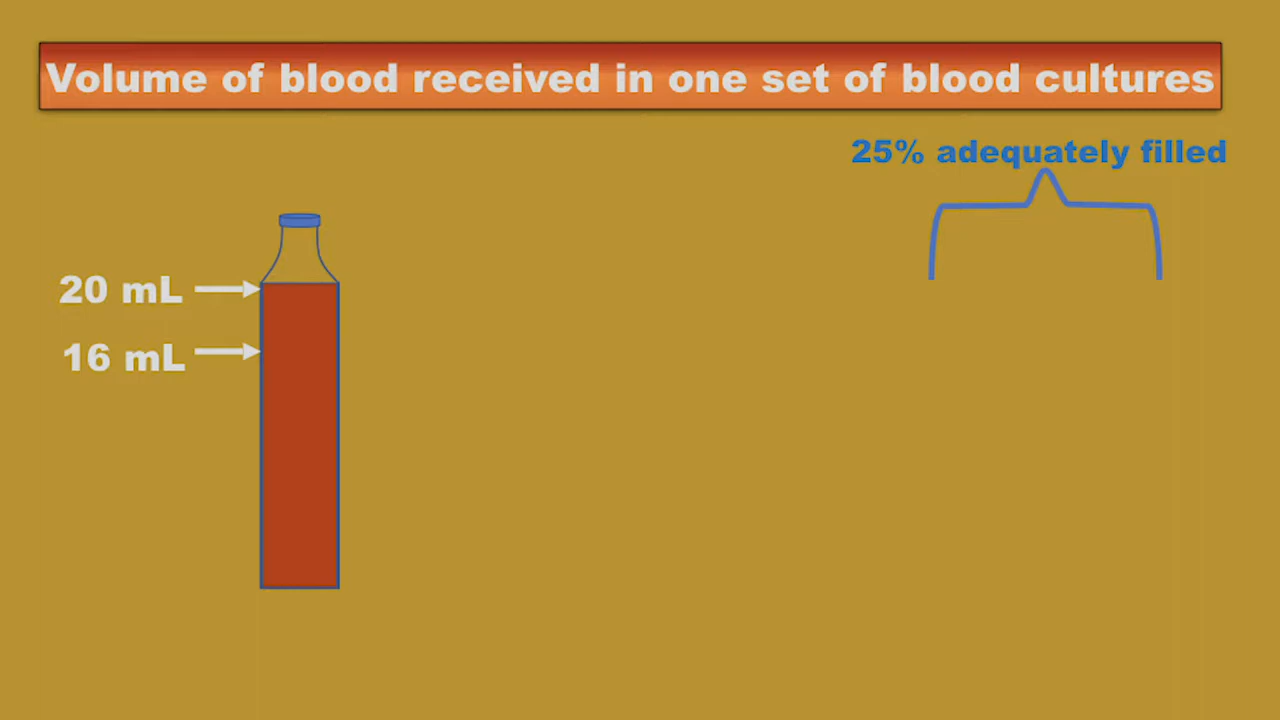 Volume of blood received in one set of blood cultures
25% adequately filled
20 mL
16 mL